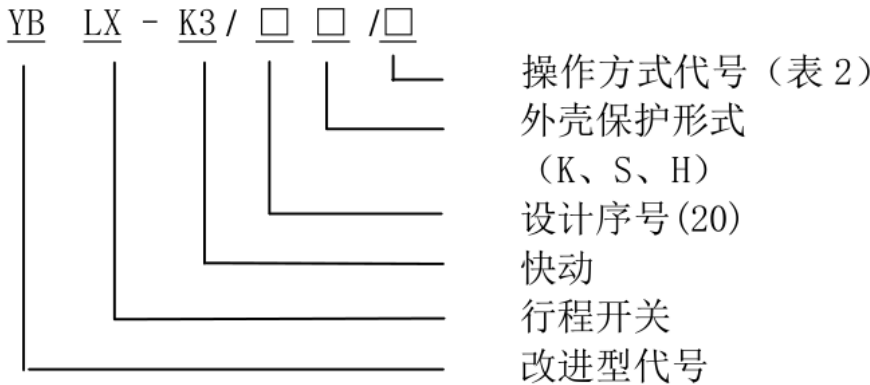 YB LX - K3/ □ □ /□
操作方式代号（表 2）
外壳保护形式
（K、S、H）
设计序号(20)
快动
行程开关
改进型代号